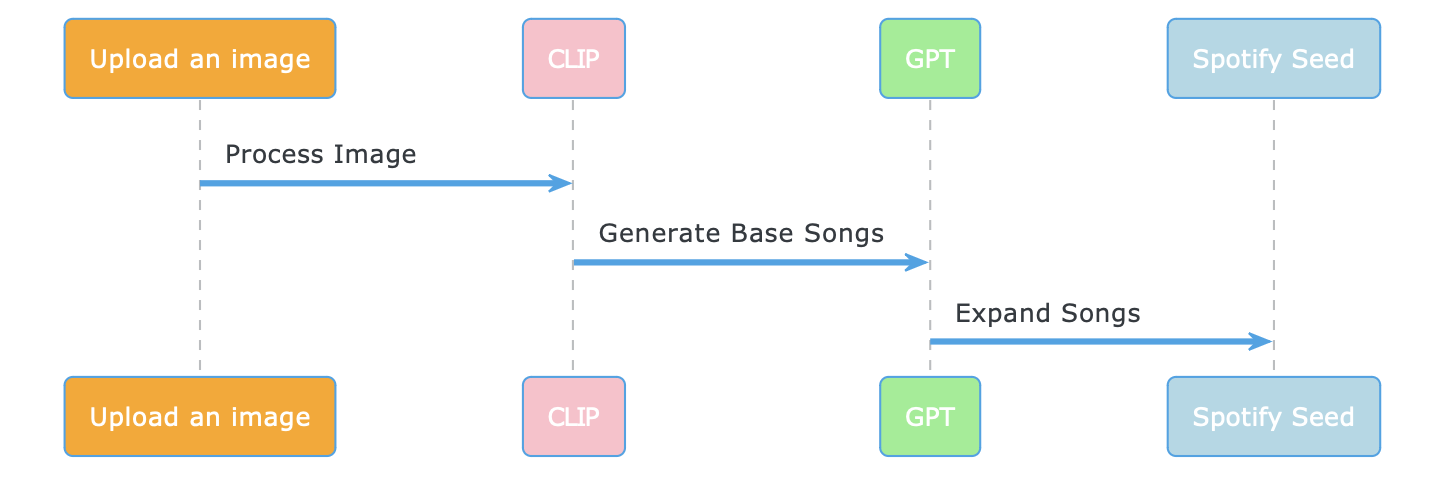 Upload an image
CLIP
GPT
Spotify Seed
Process Image
Generate Base Songs
Expand Songs
Upload an image
CLIP
GPT
Spotify Seed